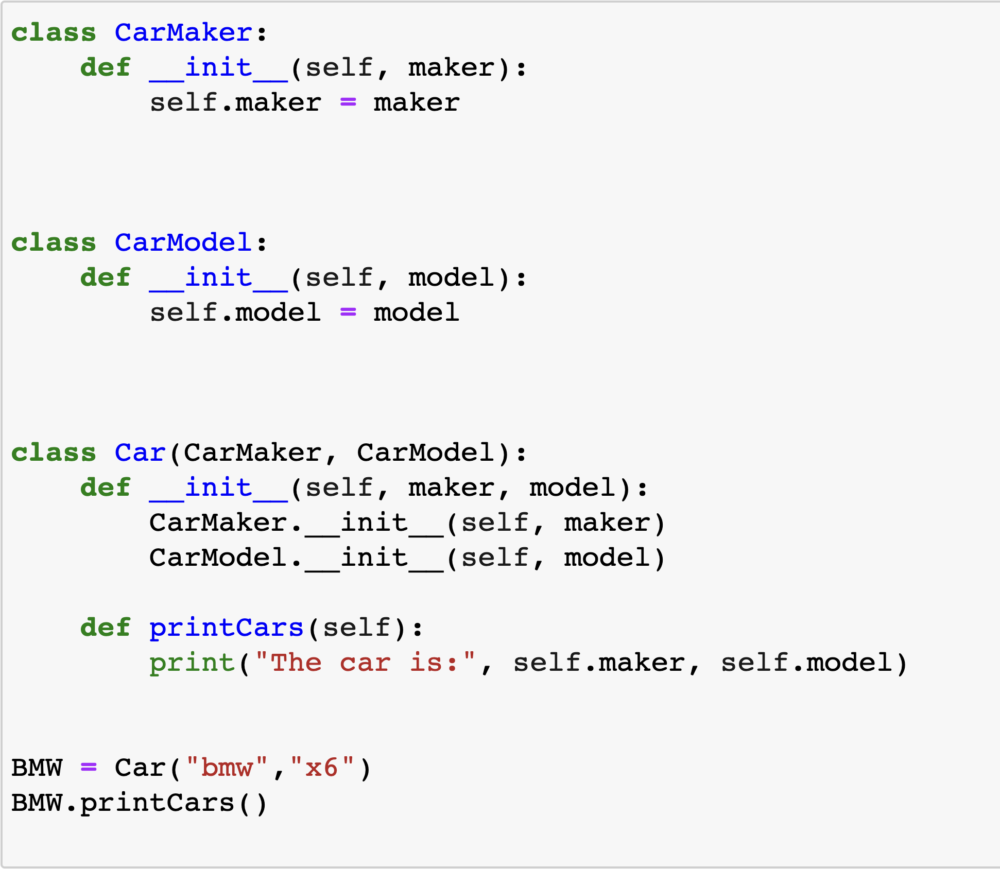 class CarMaker:
    def __init__(self, maker):
        self.maker = maker
class CarModel:
    def __init__(self, model):
        self.model = model
class Car(CarMaker, CarModel):
    def __init__(self, maker, model):
        CarMaker.__init__(self, maker)
        CarModel.__init__(self, model)
    def printCars(self):
        print("The car is:", self.maker, self.model)
BMW = Car("bmw","x6")
BMW.printCars()